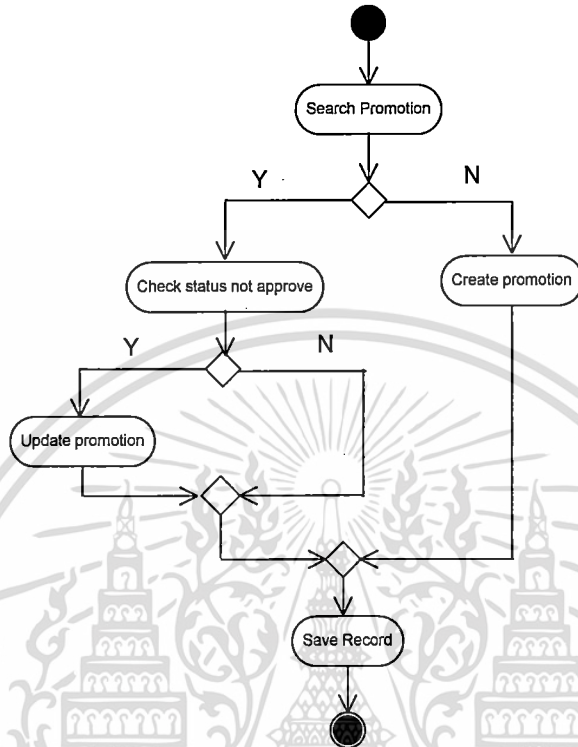 Search Promotion
Y
N
Check status not approve
Create promotion
Y
N
Update promotion
Save Record